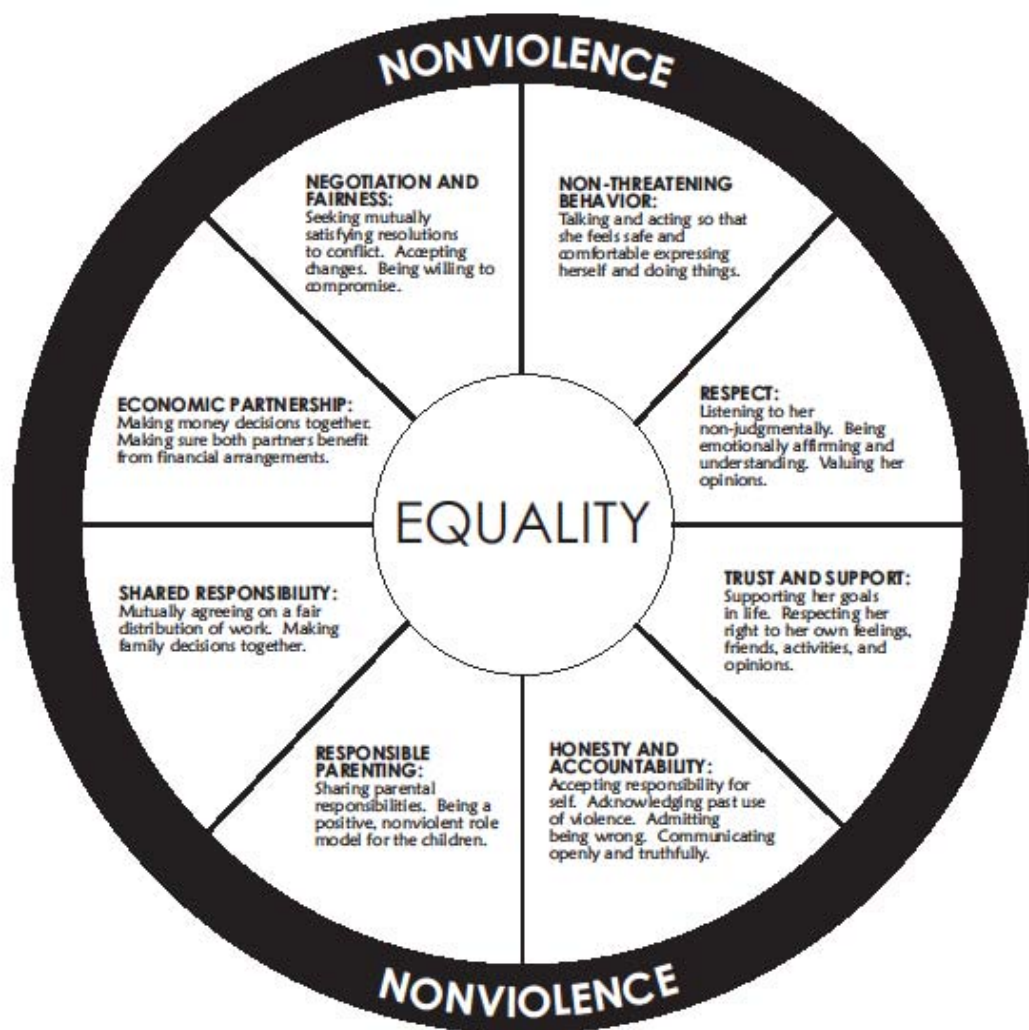 NONVIOLENCE
NEGOTIATION AND
FAIRNESS:
Seeking mutually
satisfying resolutions
to conflict. Accepting
changes. Being willing to
compromise.
NON-THREATENING
BEHAVIOR:
Talking and acting so that
she feels safe and
comfortable expressing
herself and doing things.
ECONOMIC PARTNERSHIP:
Making money decisions together.
Making sure both partners benefit
from financial arrangements.
RESPECT:
Listening to her
non-judgmentally. Being
emotionally affirming and
understanding. Valuing her
opinions.
EQUALITY
SHARED RESPONSIBILITY:
Mutually agreeing on a fair
distribution of work. Making
family decisions together.
TRUST AND SUPPORT:
Supporting her goals
in life. Respecting her
right to her own feelings,
friends, activities, and
opinions.
RESPONSIBLE
PARENTING:
Sharing parental
responsibilities. Being a
positive, nonviolent role
model for the children.
HONESTY AND
ACCOUNTABILITY:
Accepting responsibility for
self. Acknowledging past use
of violence. Admitting
being wrong. Communicating
openly and truthfully.
NONVIOLENCE